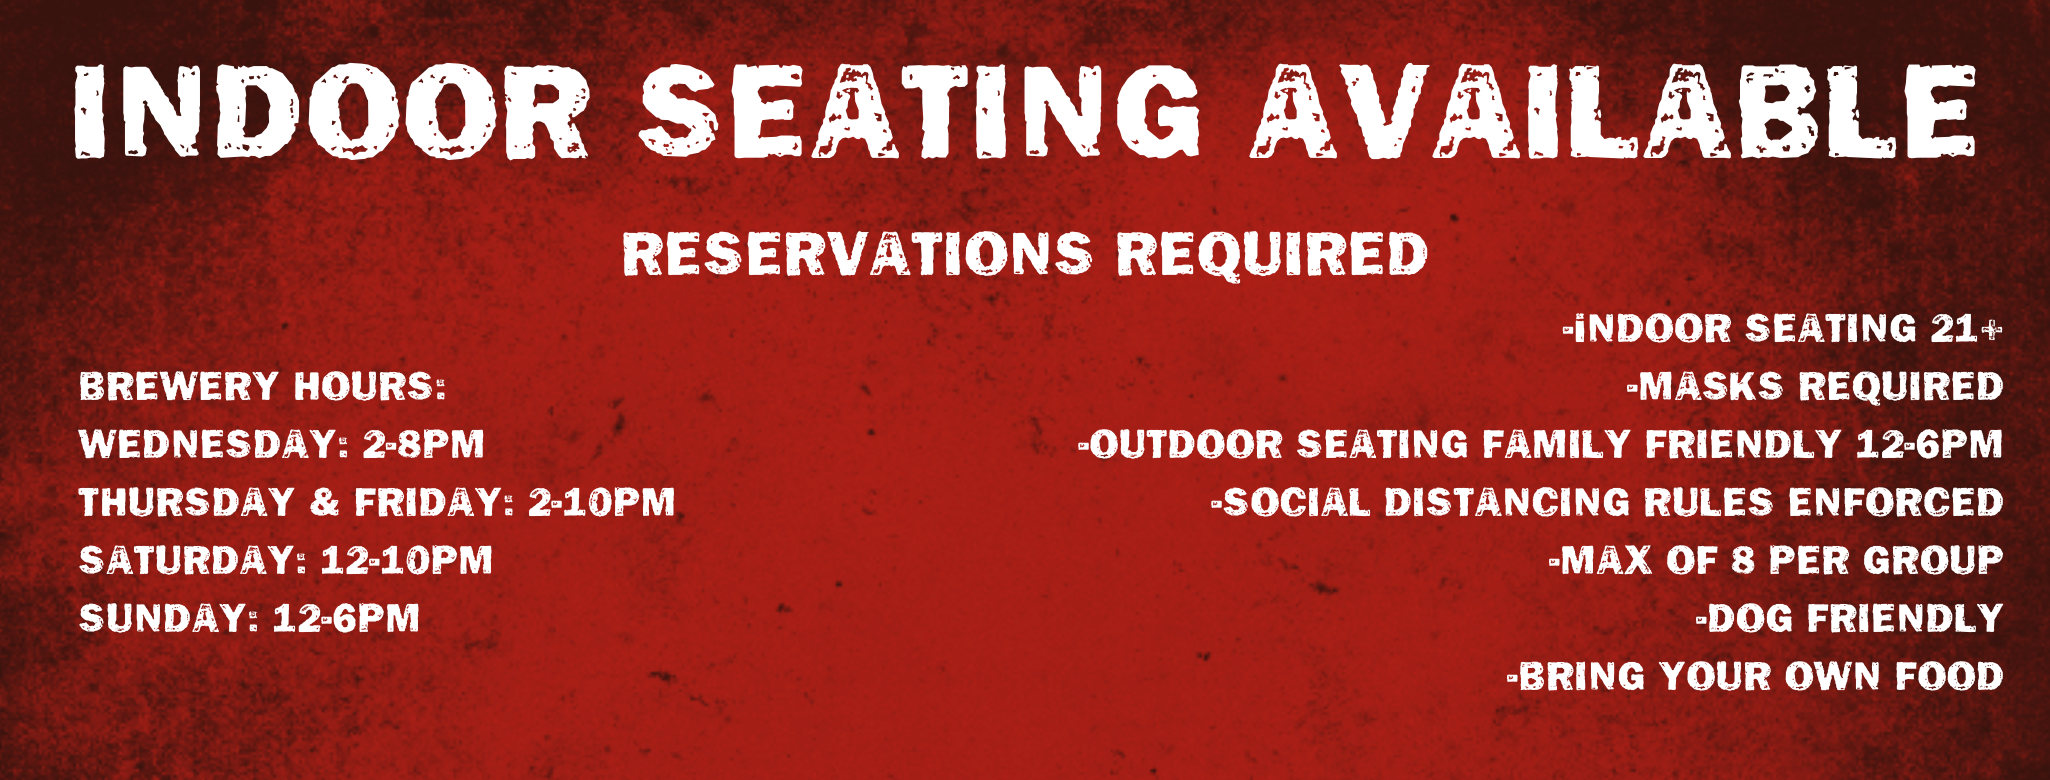 INDOOR SEATING AVAILABLE
RESERVATIONS REQUIRED
BREWERY HOURS:
WEDNESDAY: 2-8PM
THURSDAY & FRIDAY: 2-10PM
SATURDAY: 12-10PM
SUNDAY: 12-6PM
-iNDOOR SEATING 21+
-MASKS REQUIRED
-OUTDOOR SEATING FAMILY FRIENDLY 12-6PM
-SOCIAL DISTANCING RULES ENFORCED
-MAX OF 8 PER GROUP
-DOG FRIENDLY
-BRING YOUR OWN FOOD